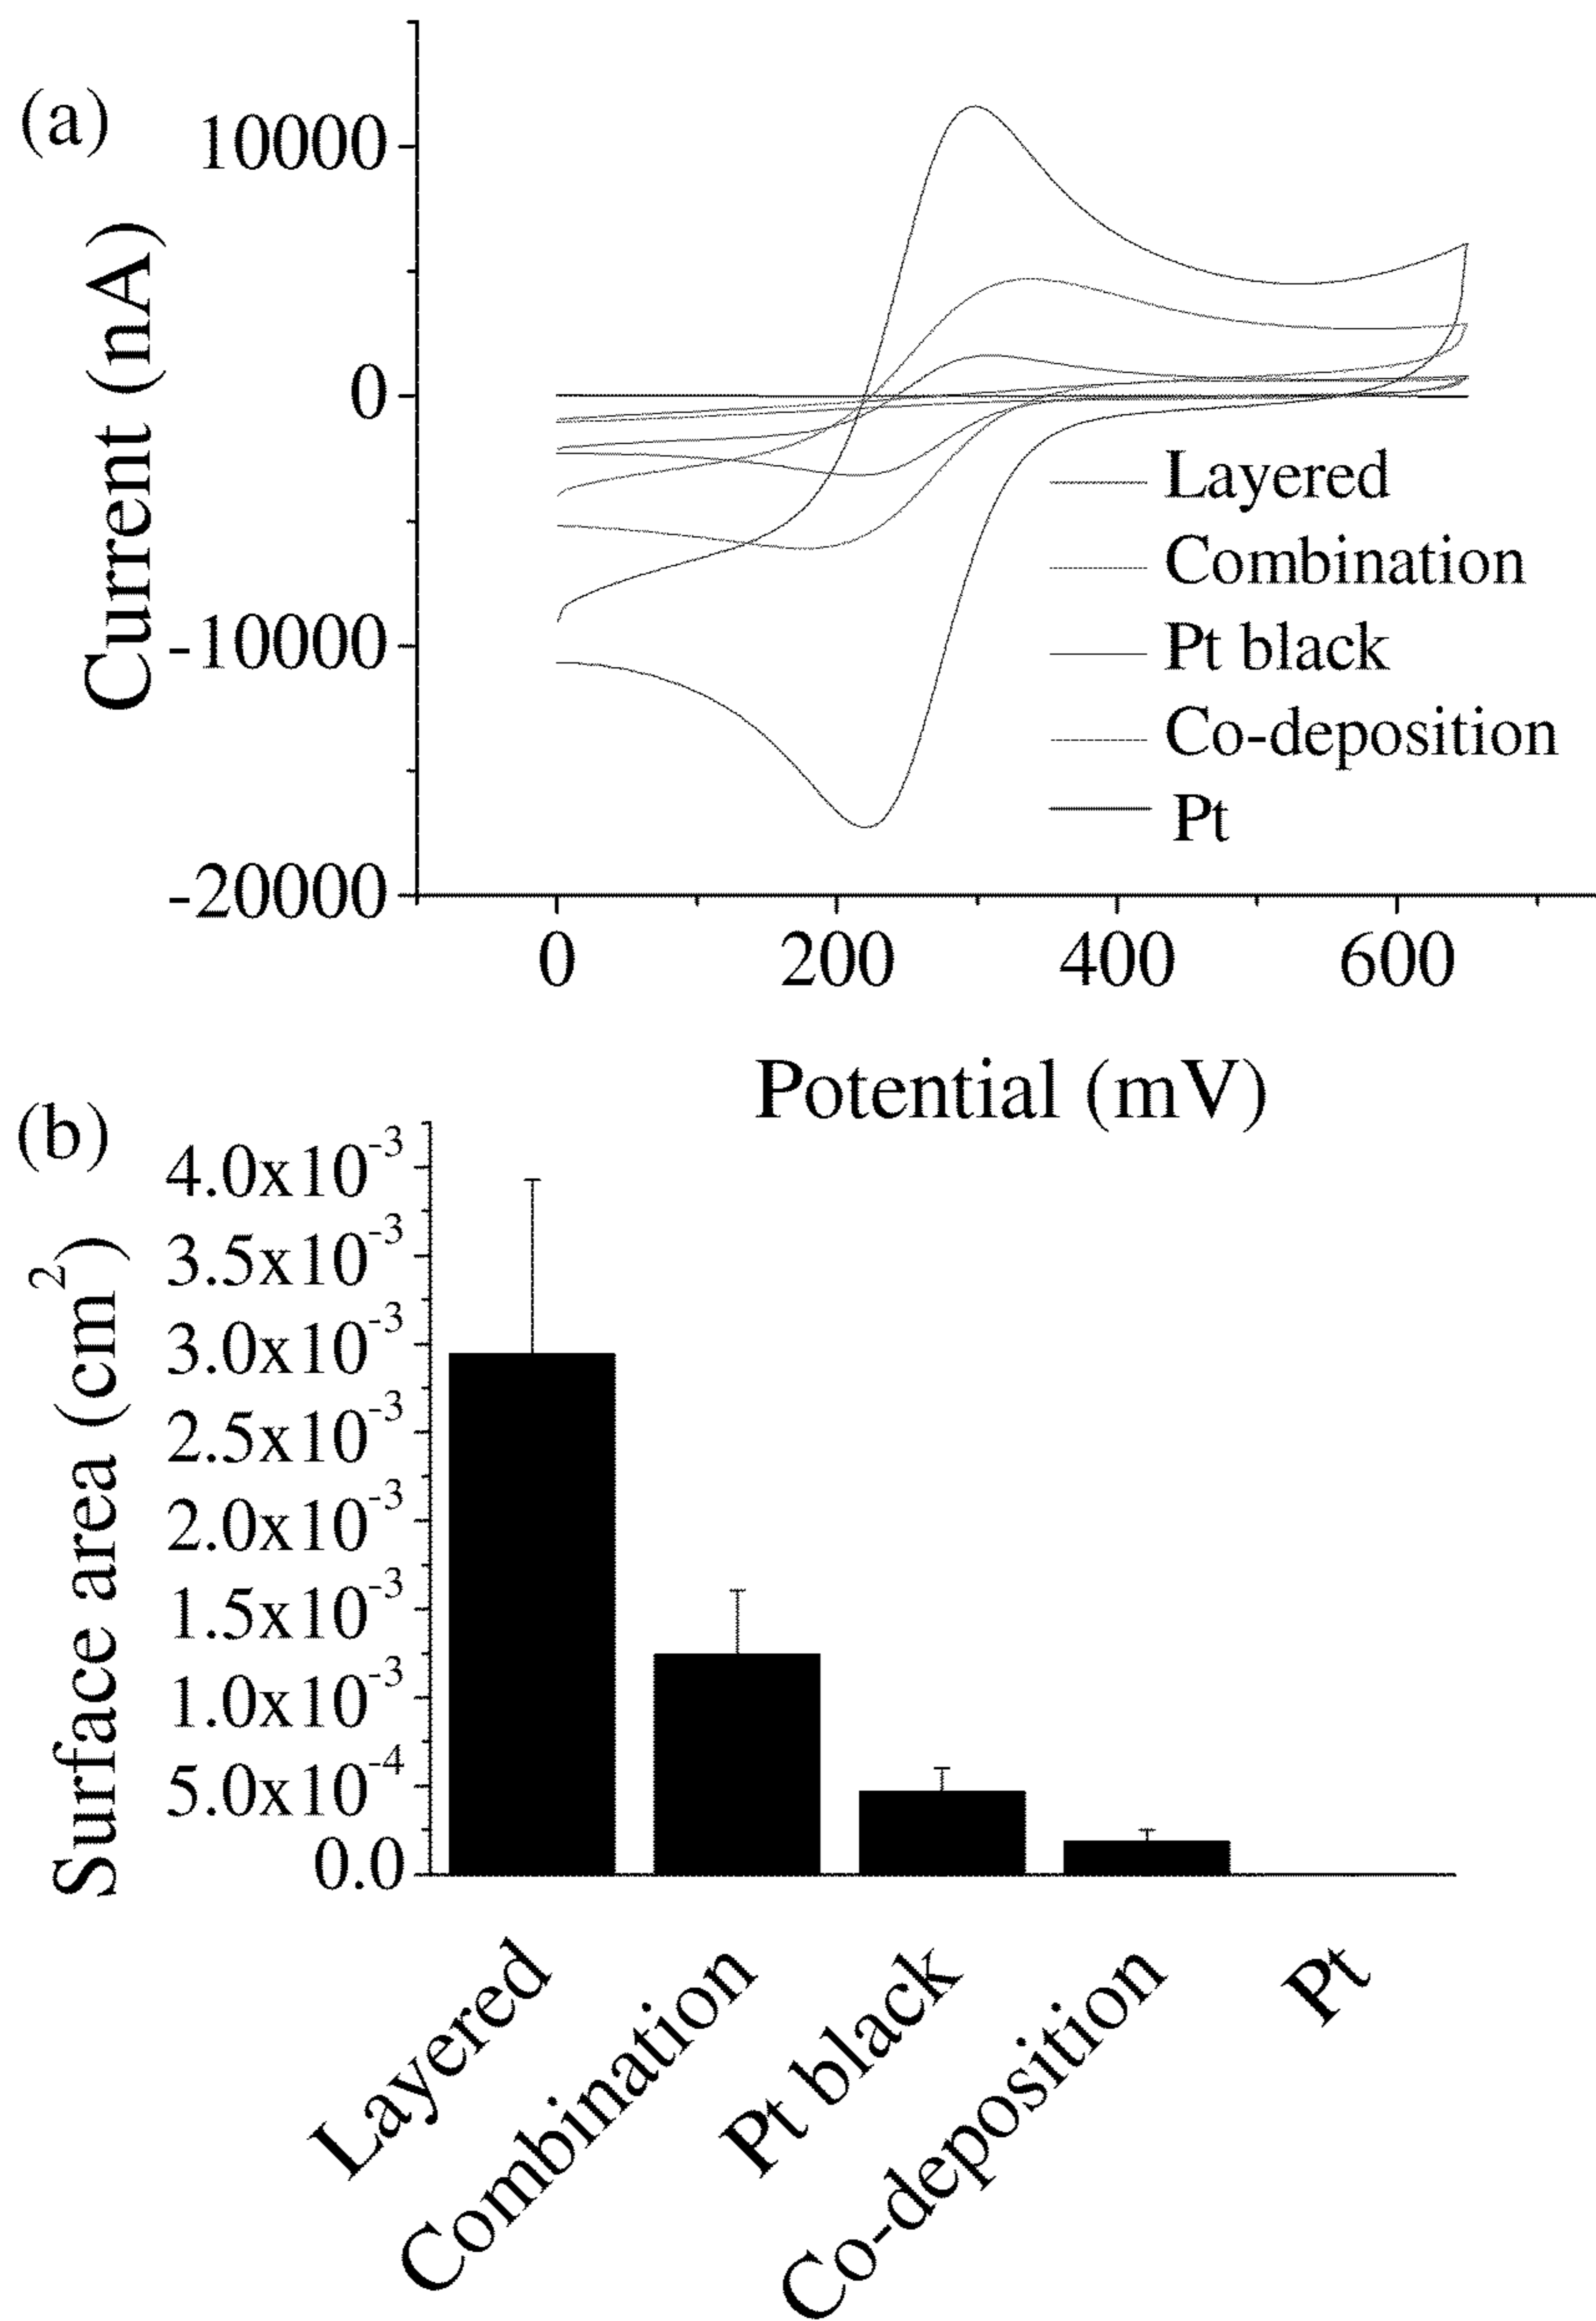 (a)
Current (nA)
10000
0
-10000
-20000
0 200 400 600
Potential (mV)
Layered
Combination
Pt black
Co-deposition
Pt
(b)
Surface area (cm²)
4.0x10⁻³
3.5x10⁻³
3.0x10⁻³
2.5x10⁻³
2.0x10⁻³
1.5x10⁻³
1.0x10⁻³
5.0x10⁻⁴
0.0
Layered
Combination
Pt black
Co-deposition
Pt